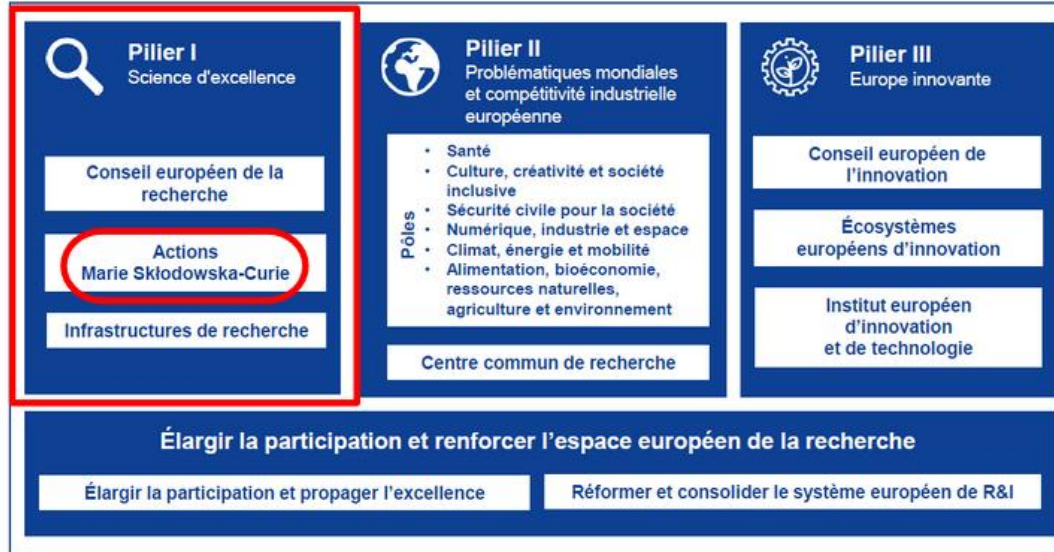 Pilier I
Science d'excellence
Conseil européen de la
recherche
Actions
Marie Skłodowska-Curie
Infrastructures de recherche
Pilier II
Problématiques mondiales
et compétitivité industrielle
européenne
Pôles
• Santé
• Culture, créativité et société
inclusive
• Sécurité civile pour la société
• Numérique, industrie et espace
• Climat, énergie et mobilité
• Alimentation, bioéconomie,
ressources naturelles,
agriculture et environnement
Centre commun de recherche
Pilier III
Europe innovante
Conseil européen de
l'innovation
Écosystèmes
européens d'innovation
Institut européen
d'innovation
et de technologie
Élargir la participation et renforcer l'espace européen de la recherche
Élargir la participation et propager l'excellence
Réformer et consolider le système européen de R&I